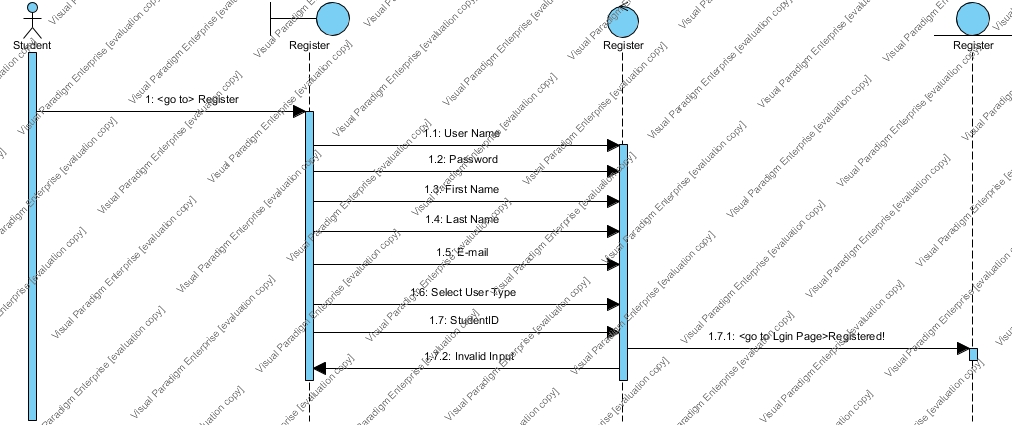 Student
Register
Register
Register
1: <go to> Register
1.1: User Name
1.2: Password
1.3: First Name
1.4: Last Name
1.5: E-mail
1.6: Select User Type
1.7: StudentID
1.7.1: <go to Lgin Page>Registered!
1.7.2: Invalid Input
Visual Paradigm Enterprise [evaluation copy]